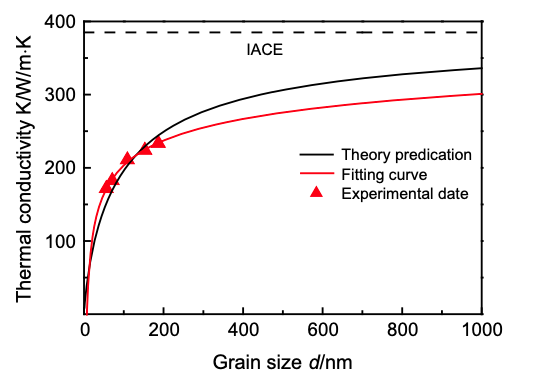 Thermal conductivity K/W/m·K
400
300
200
100
IACE
Theory predication
Fitting curve
Experimental date
0
200
400
600
800
1000
Grain size d/nm